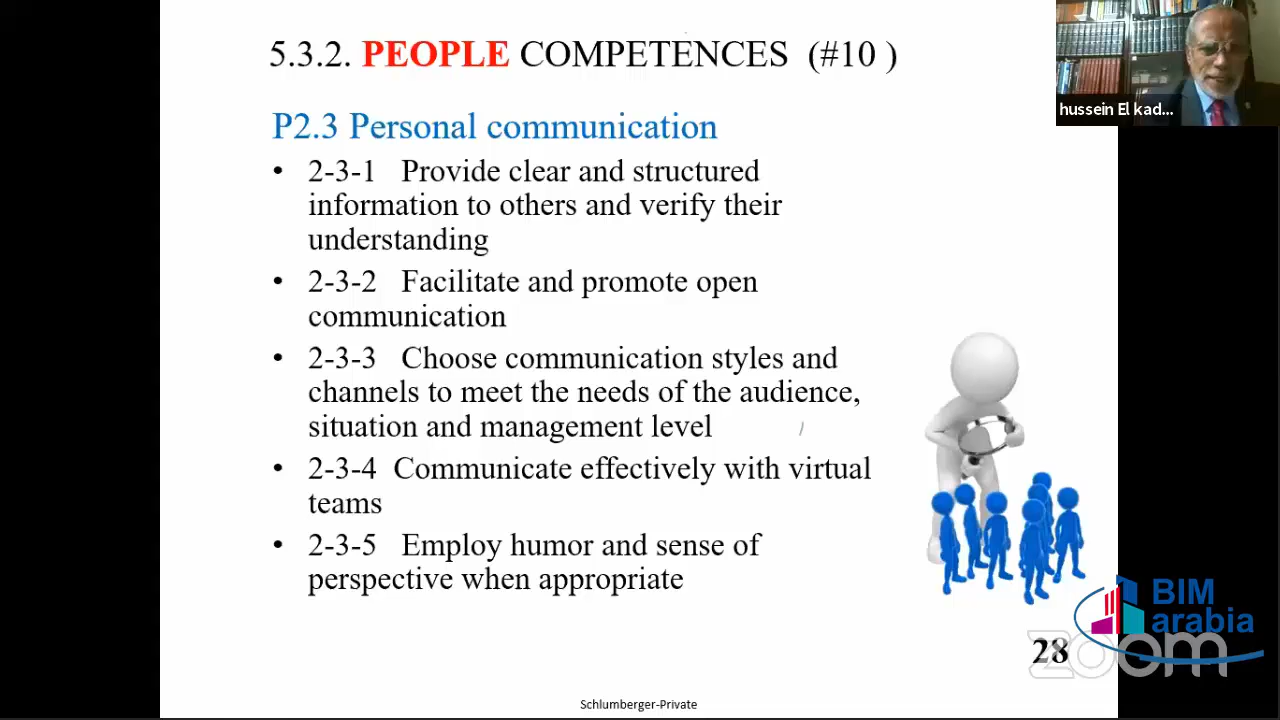 5.3.2. PEOPLE COMPETENCES (#10 )
hussein El kad...
P2.3 Personal communication
• 2-3-1 Provide clear and structured
information to others and verify their
understanding
• 2-3-2 Facilitate and promote open
communication
• 2-3-3 Choose communication styles and
channels to meet the needs of the audience,
situation and management level
• 2-3-4 Communicate effectively with virtual
teams
• 2-3-5 Employ humor and sense of
perspective when appropriate
BIM
arabia
zoom
28
Schlumberger-Private